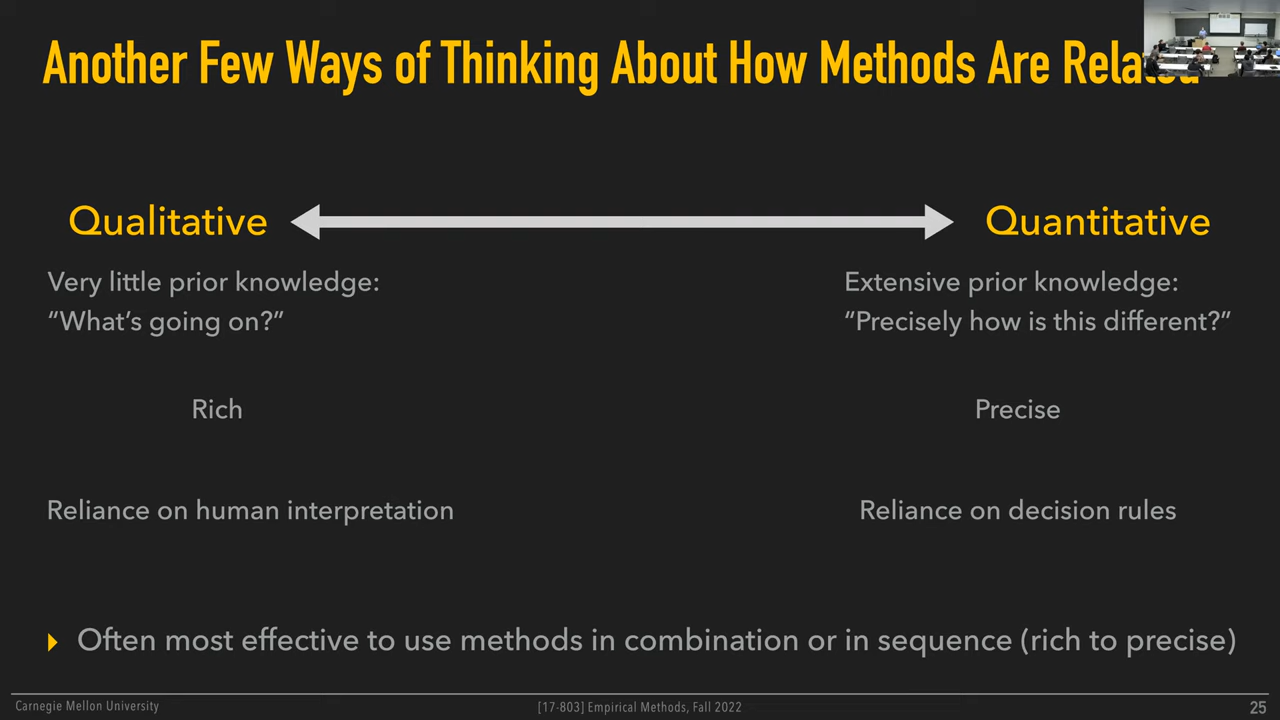 Another Few Ways of Thinking About How Methods Are Related
Qualitative
Quantitative
Very little prior knowledge:
“What’s going on?”
Extensive prior knowledge:
“Precisely how is this different?”
Rich
Precise
Reliance on human interpretation
Reliance on decision rules
Often most effective to use methods in combination or in sequence (rich to precise)
Carnegie Mellon University
[17-803] Empirical Methods, Fall 2022
25